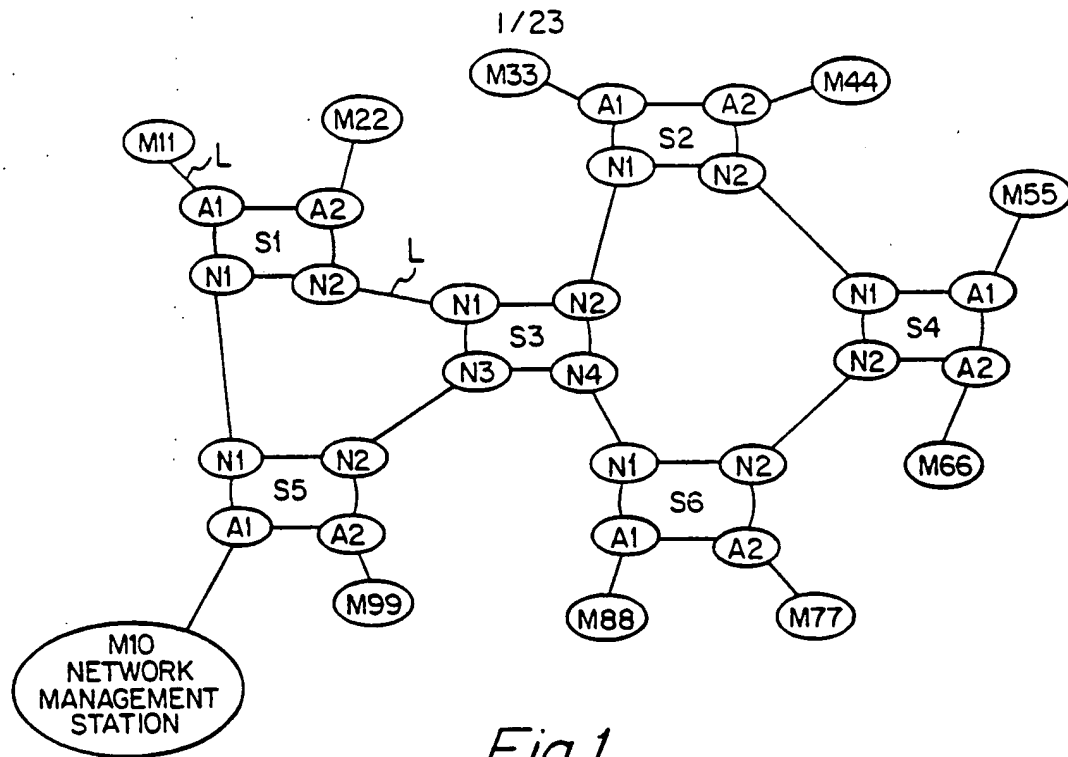 1/23
M33
A1
A2
M44
S2
N1
N2
M11
L
M22
A1
A2
S1
N1
N2
L
M55
N1
N2
S3
N3
N4
N1
A1
S4
N2
A2
M66
N1
N2
S5
A1
A2
M99
N1
N2
S6
A1
A2
M88
M77
M10
NETWORK
MANAGEMENT
STATION
Fig.1